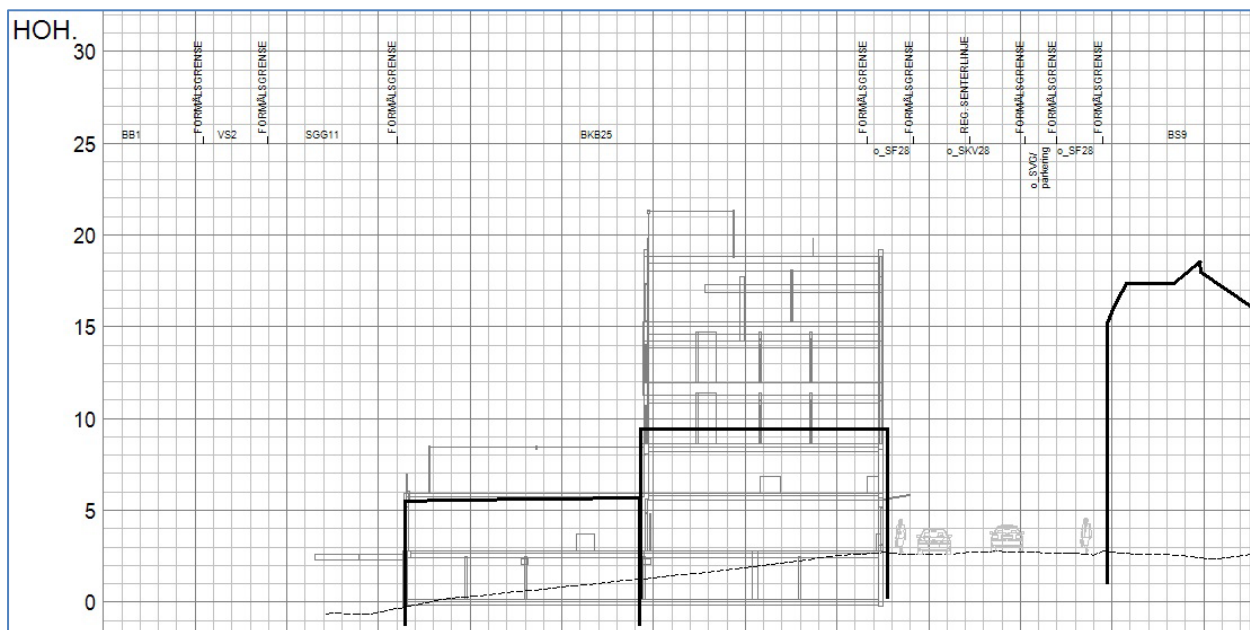 HOH.
30
FORMÅLSGRENSE
FORMÅLSGRENSE
FORMÅLSGRENSE
FORMÅLSGRENSE
FORMÅLSGRENSE
REG. SENTERLINJE
FORMÅLSGRENSE
FORMÅLSGRENSE
FORMÅLSGRENSE
25
BB1
VS2
SGG11
BKB25
BS9
o_SF28
o_SKV28
o_SVG/
parkering
o_SF28
20
15
10
5
0